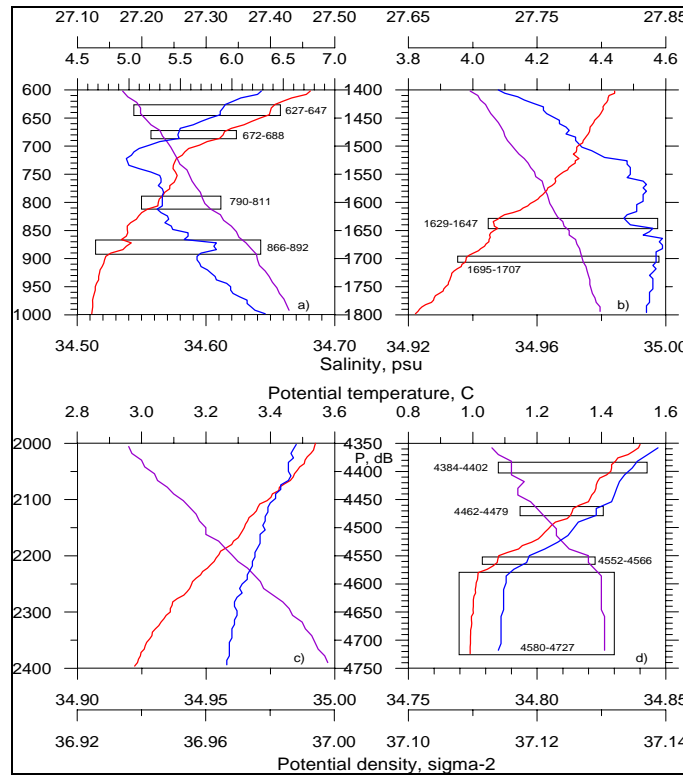 27.10 27.20 27.30 27.40 27.65 27.75 27.85
4.5 5.0 5.5 6.0 6.5 7.0 3.6 4.0 4.4 4.8
600 1400
627-647
650 1450
672-688
700 1500
750 1550
790-811
800 1600
1629-1647
850 1650
866-892
900 1700
1695-1707
950 1750
a) b)
1000 1800
34.50 34.60 34.70 34.92 34.96 35.00
Salinity, psu
Potential temperature, C
2.8 3.0 3.2 3.4 3.6 0.8 1.0 1.2 1.4 1.6
2000 4350
P, dB
4384-4402
4400
2100 4450
4462-4479
4500
2200 4550
4552-4566
4600
2300 4650
4700
4580-4727
c) d)
2400 4750
34.90 34.95 35.00 34.75 34.80 34.85
36.92 36.96 37.00 37.10 37.12 37.14
Potential density, sigma-2